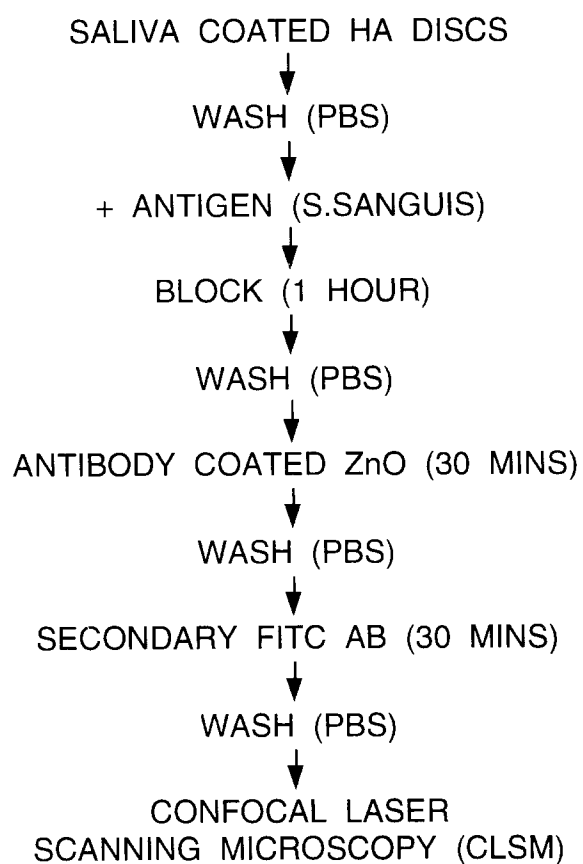 SALIVA COATED HA DISCS
WASH (PBS)
+ ANTIGEN (S.SANGUIS)
BLOCK (1 HOUR)
WASH (PBS)
ANTIBODY COATED ZnO (30 MINS)
WASH (PBS)
SECONDARY FITC AB (30 MINS)
WASH (PBS)
CONFOCAL LASER
SCANNING MICROSCOPY (CLSM)